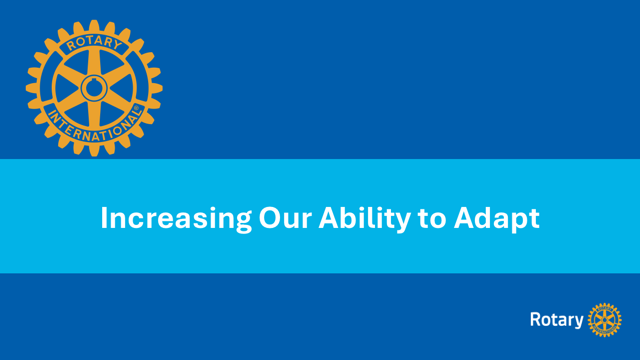 ROTARY
INTERNATIONAL
Increasing Our Ability to Adapt
Rotary